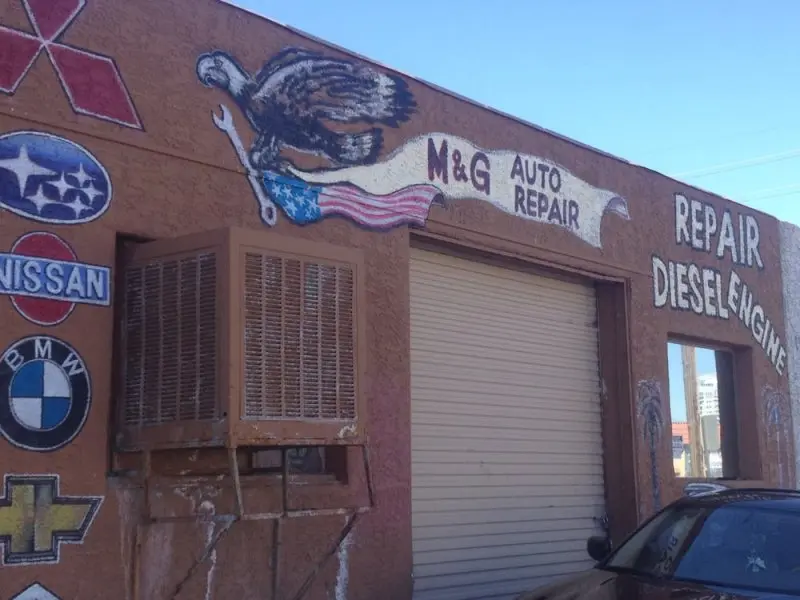 M&G AUTO
REPAIR
REPAIR
DIESEL ENGINE
NISSAN
BMW